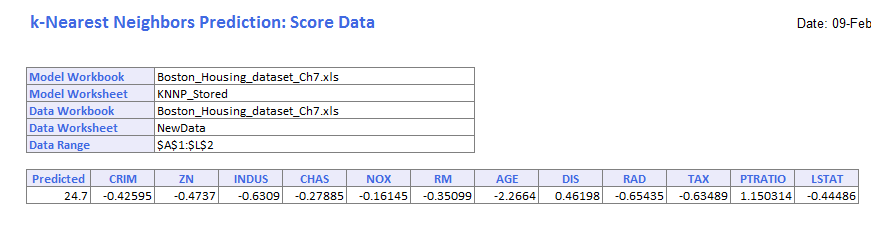 k-Nearest Neighbors Prediction: Score Data
Date: 09-Feb
Model Workbook Boston_Housing_dataset_Ch7.xls
Model Worksheet KNNP_Stored
Data Workbook Boston_Housing_dataset_Ch7.xls
Data Worksheet NewData
Data Range $A$1:$L$2
Predicted CRIM ZN INDUS CHAS NOX RM AGE DIS RAD TAX PTRATIO LSTAT
24.7 -0.42595 -0.4737 -0.6309 -0.27885 -0.16145 -0.35099 -2.2664 0.46198 -0.65435 -0.63489 1.150314 -0.44486